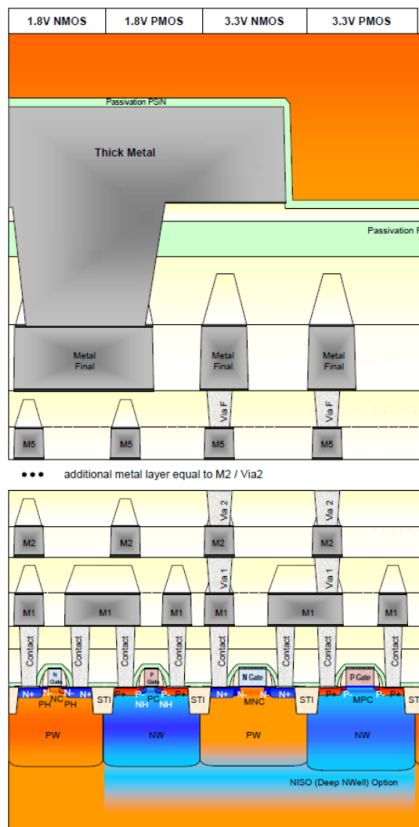 1.8V NMOS 1.8V PMOS 3.3V NMOS 3.3V PMOS
Passivation PSiN
Thick Metal
Passivation P
Metal Final Metal Final Metal Final
Via F Via F
M5 M5 M5 M5
••• additional metal layer equal to M2 / Via2
Via 2 Via 2
M2 M2 M2 M2
Via 1 Via 1
M1 M1 M1 M1 M1 M1
Contact Contact Contact Contact Contact Contact Contact Contact
N Gate P Gate N Gate P Gate
N+ N- NC N- N+ P+ P- PC P- P+ N+ N- N- N+ P+ P- P- P+
PH PH STI NH NH STI MNC STI MPC STI
PW NW PW NW
NISO (Deep NWell) Option